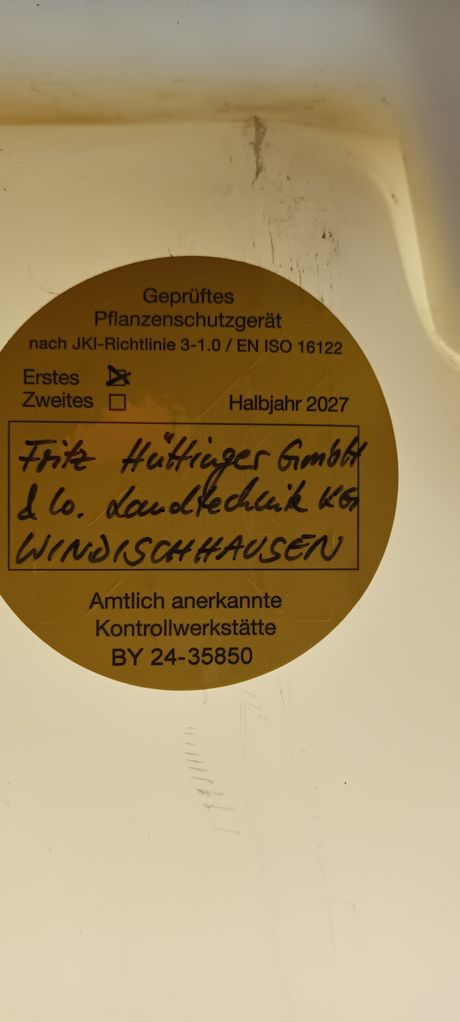 Geprüftes
Pflanzenschutzgerät
nach JKI-Richtlinie 3-1.0 / EN ISO 16122
Erstes ☒
Zweites ☐ Halbjahr 2027
Fritz Hüttinger GmbH
& Co. Landtechnik KG
WINDISCHHAUSEN
Amtlich anerkannte
Kontrollwerkstätte
BY 24-35850